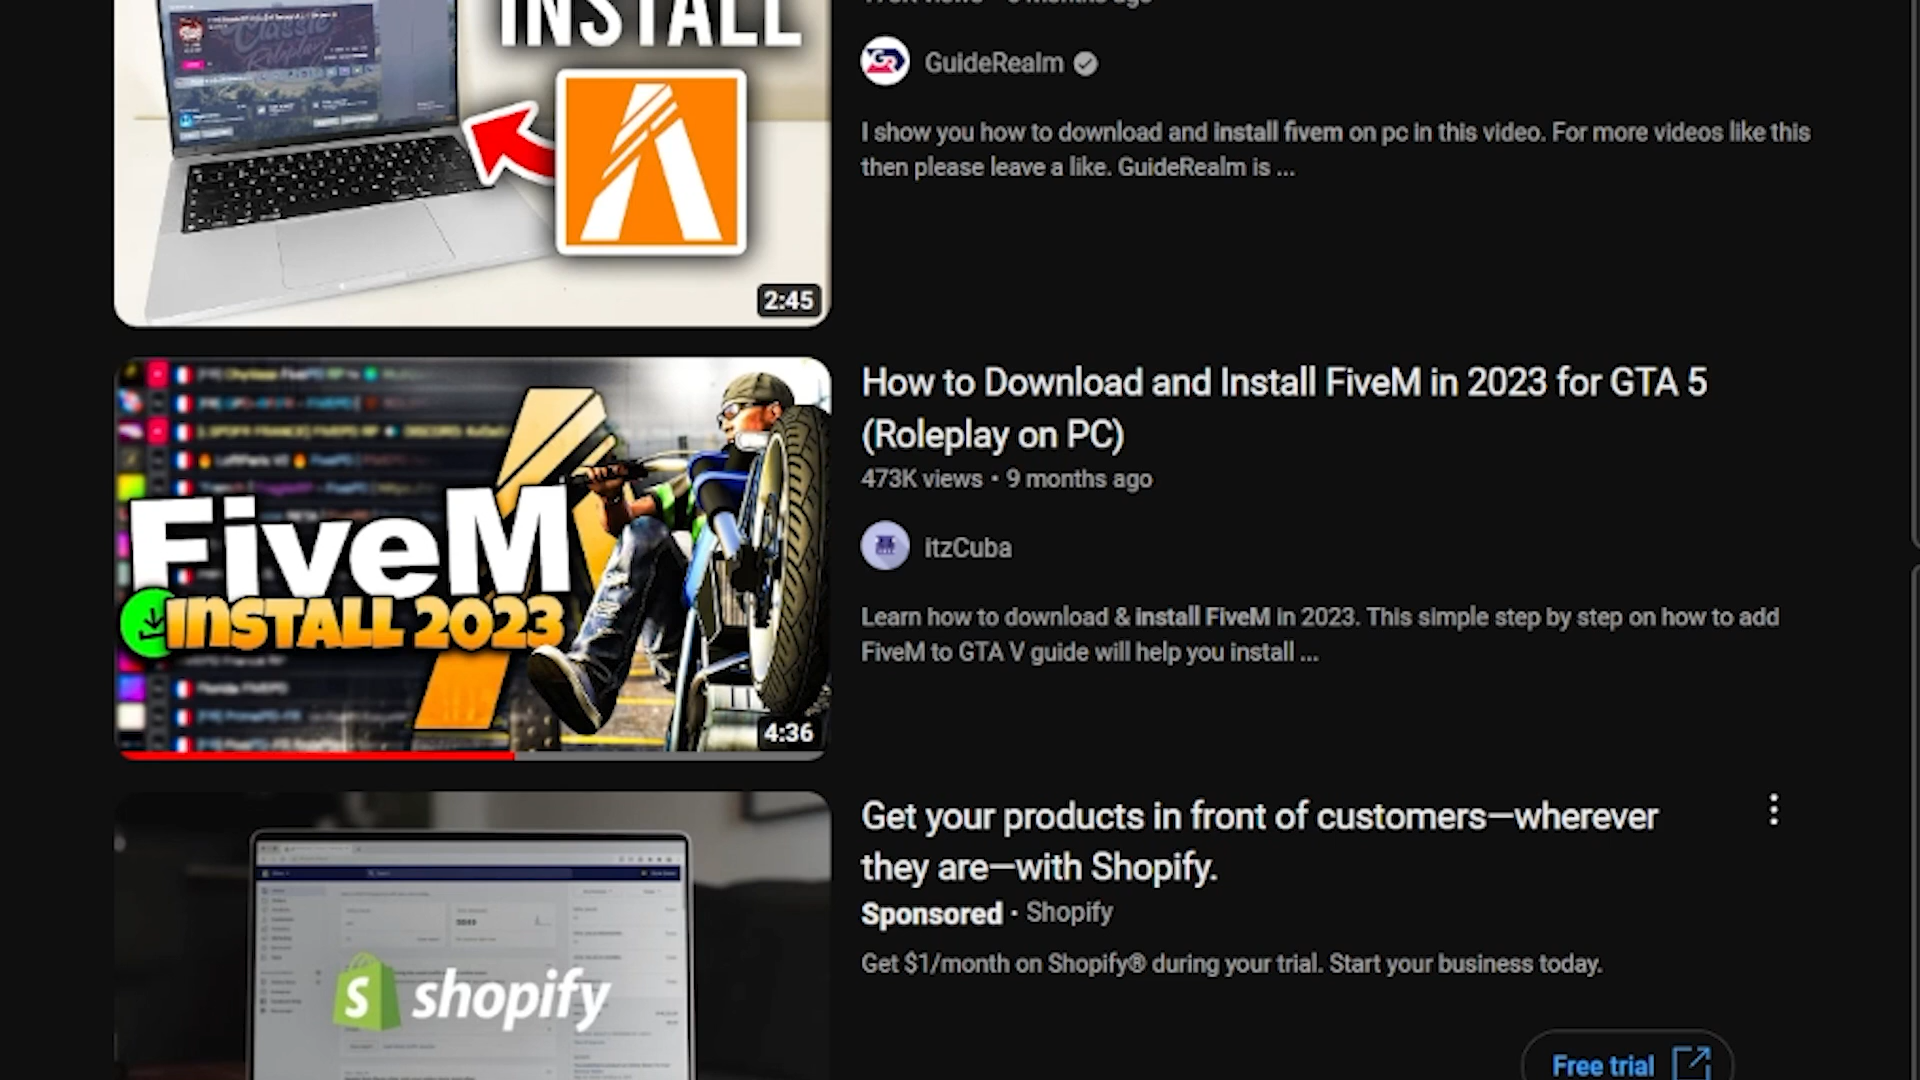 INSTALL
GuideRealm
I show you how to download and install fivem on pc in this video. For more videos like this
then please leave a like. GuideRealm is ...
2:45
How to Download and Install FiveM in 2023 for GTA 5
(Roleplay on PC)
473K views • 9 months ago
itzCuba
FiveM
INSTALL 2023
Learn how to download & install FiveM in 2023. This simple step by step on how to add
FiveM to GTA V guide will help you install ...
4:36
Get your products in front of customers—wherever
they are—with Shopify.
Sponsored · Shopify
Get $1/month on Shopify® during your trial. Start your business today.
shopify
Free trial